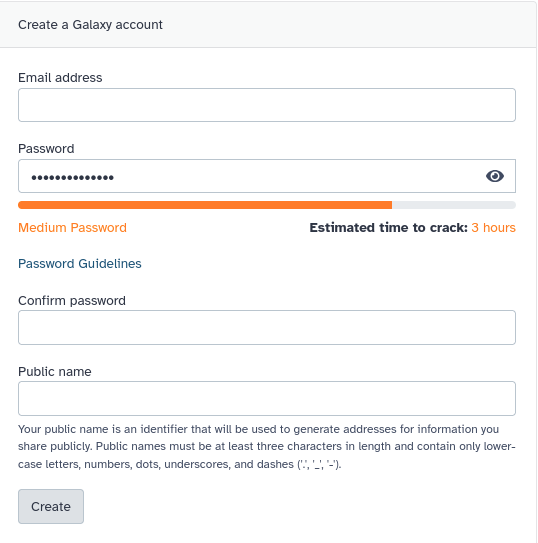 Create a Galaxy account
Email address
Password
••••••••••••••
Medium Password
Estimated time to crack: 3 hours
Password Guidelines
Confirm password
Public name
Your public name is an identifier that will be used to generate addresses for information you
share publicly. Public names must be at least three characters in length and contain only lower-
case letters, numbers, dots, underscores, and dashes ('.', '_', '-').
Create